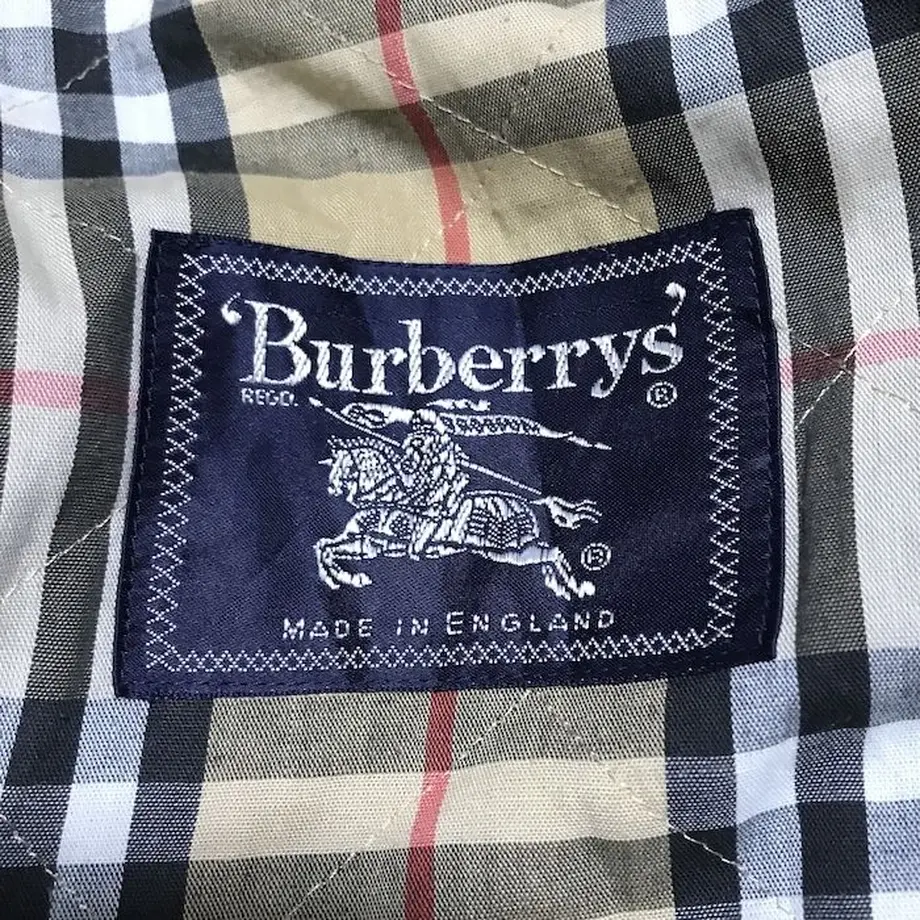 ‘Burberrys’
REGD. ®
®
MADE IN ENGLAND